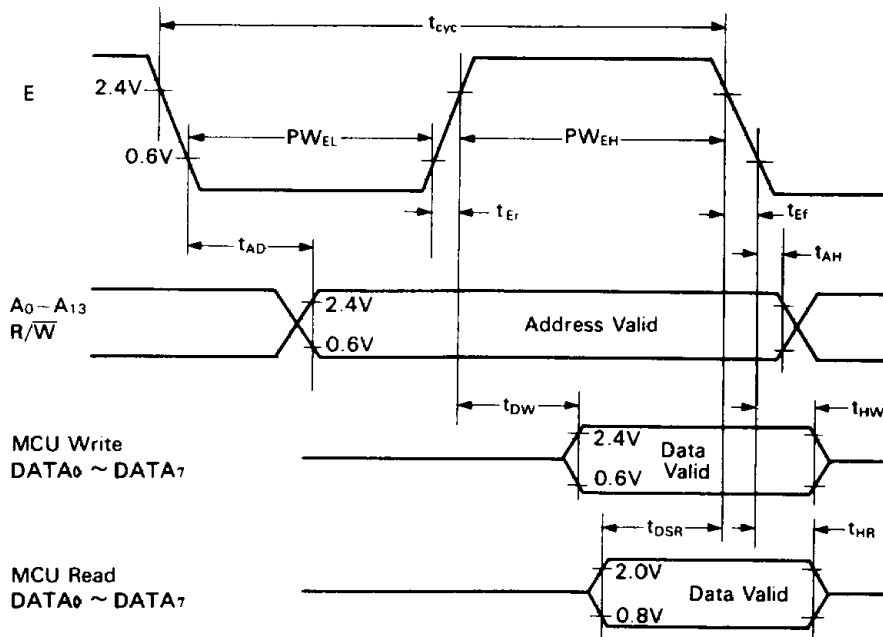 tcyc
E
2.4V
0.6V
PWEL
PWEH
tEr
tEf
tAD
tAH
A0~A13
R/W̅
2.4V
Address Valid
0.6V
tDW
tHW
MCU Write
DATA0 ~ DATA7
2.4V
Data
Valid
0.6V
tDSR
tHR
MCU Read
DATA0 ~ DATA7
2.0V
Data Valid
0.8V